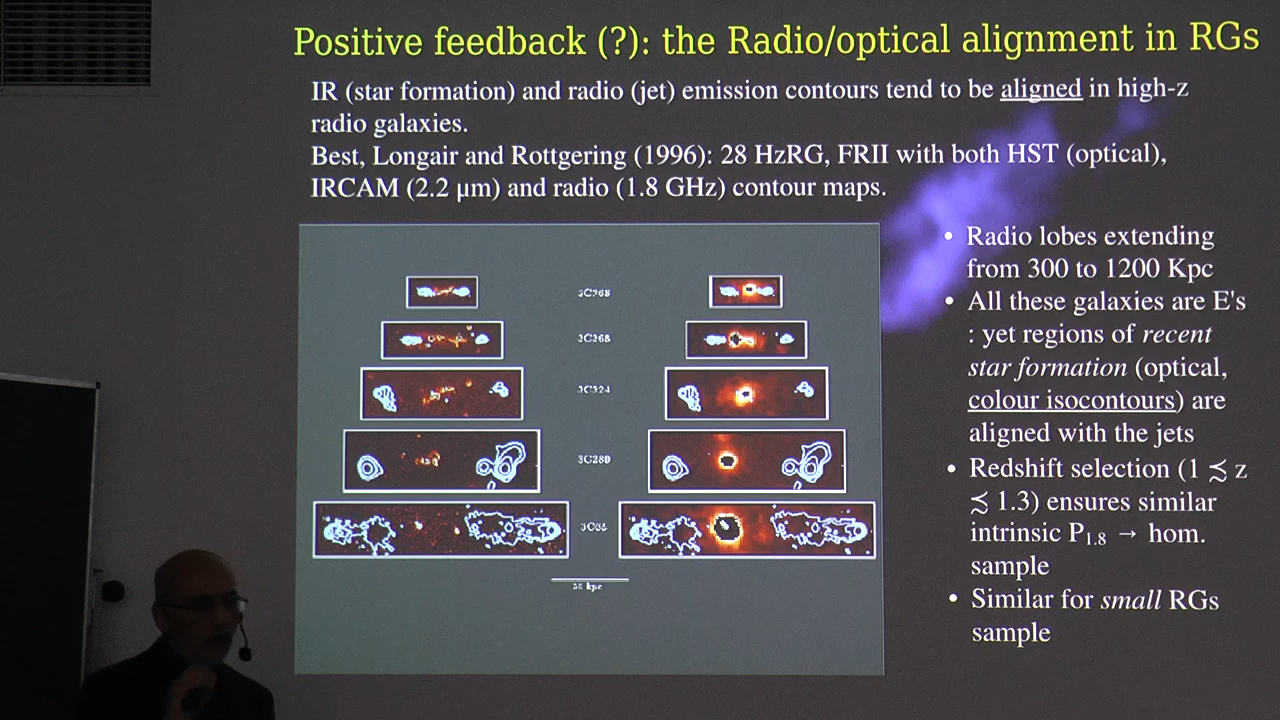 Positive feedback (?): the Radio/optical alignment in RGs
IR (star formation) and radio (jet) emission contours tend to be aligned in high-z
radio galaxies.
Best, Longair and Rottgering (1996): 28 HzRG, FRII with both HST (optical),
IRCAM (2.2 μm) and radio (1.8 GHz) contour maps.
• Radio lobes extending
from 300 to 1200 Kpc
• All these galaxies are E's
: yet regions of recent
star formation (optical,
colour isocontours) are
aligned with the jets
• Redshift selection (1 ≾ z
≾ 1.3) ensures similar
intrinsic P1.8 → hom.
sample
• Similar for small RGs
sample
3C368
3C324
3C280
kpc